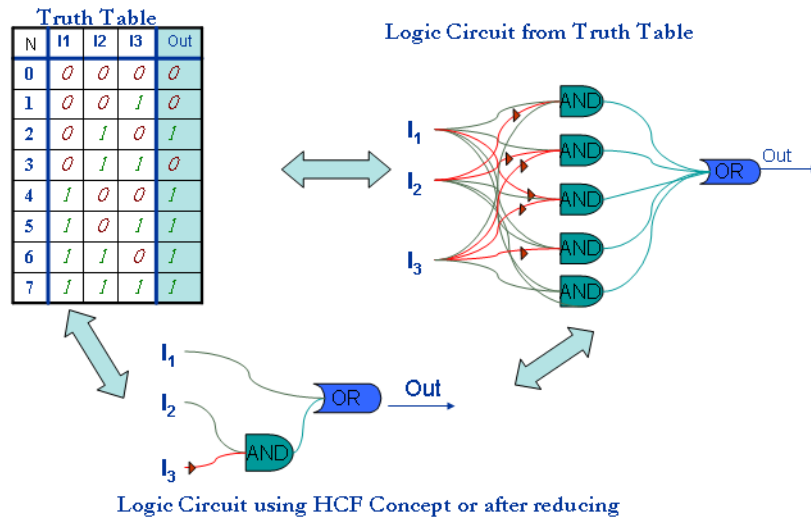 Truth Table
N I1 I2 I3 Out
0 0 0 0 0
1 0 0 1 0
2 0 1 0 1
3 0 1 1 0
4 1 0 0 1
5 1 0 1 1
6 1 1 0 1
7 1 1 1 1
Logic Circuit from Truth Table
I1
I2
I3
AND
AND
AND
AND
AND
OR
Out
I1
I2
I3
AND
OR
Out
Logic Circuit using HCF Concept or after reducing